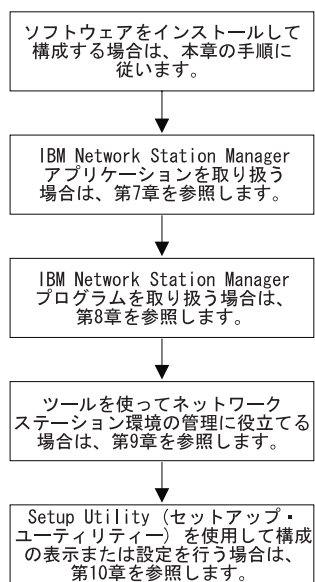 ソフトウェアをインストールして
構成する場合は、本章の手順に
従います。
IBM Network Station Manager
アプリケーションを取り扱う
場合は、第7章を参照します。
IBM Network Station Manager
プログラムを取り扱う場合は、
第8章を参照します。
ツールを使ってネットワーク
ステーション環境の管理に役立てる
場合は、第9章を参照します。
Setup Utility (セットアップ・
ユーティリティー) を使用して構成
の表示または設定を行う場合は、
第10章を参照します。